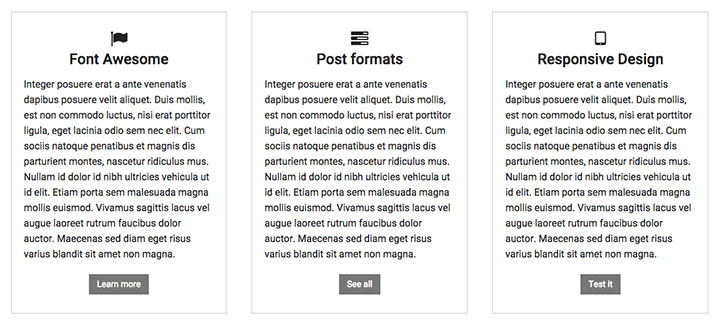 Font Awesome
Integer posuere erat a ante venenatis
dapibus posuere velit aliquet. Duis mollis,
est non commodo luctus, nisi erat porttitor
ligula, eget lacinia odio sem nec elit. Cum
sociis natoque penatibus et magnis dis
parturient montes, nascetur ridiculus mus.
Nullam id dolor id nibh ultricies vehicula ut
id elit. Etiam porta sem malesuada magna
mollis euismod. Vivamus sagittis lacus vel
augue laoreet rutrum faucibus dolor
auctor. Maecenas sed diam eget risus
varius blandit sit amet non magna.
Learn more
Post formats
Integer posuere erat a ante venenatis
dapibus posuere velit aliquet. Duis mollis,
est non commodo luctus, nisi erat porttitor
ligula, eget lacinia odio sem nec elit. Cum
sociis natoque penatibus et magnis dis
parturient montes, nascetur ridiculus mus.
Nullam id dolor id nibh ultricies vehicula ut
id elit. Etiam porta sem malesuada magna
mollis euismod. Vivamus sagittis lacus vel
augue laoreet rutrum faucibus dolor
auctor. Maecenas sed diam eget risus
varius blandit sit amet non magna.
See all
Responsive Design
Integer posuere erat a ante venenatis
dapibus posuere velit aliquet. Duis mollis,
est non commodo luctus, nisi erat porttitor
ligula, eget lacinia odio sem nec elit. Cum
sociis natoque penatibus et magnis dis
parturient montes, nascetur ridiculus mus.
Nullam id dolor id nibh ultricies vehicula ut
id elit. Etiam porta sem malesuada magna
mollis euismod. Vivamus sagittis lacus vel
augue laoreet rutrum faucibus dolor
auctor. Maecenas sed diam eget risus
varius blandit sit amet non magna.
Test it